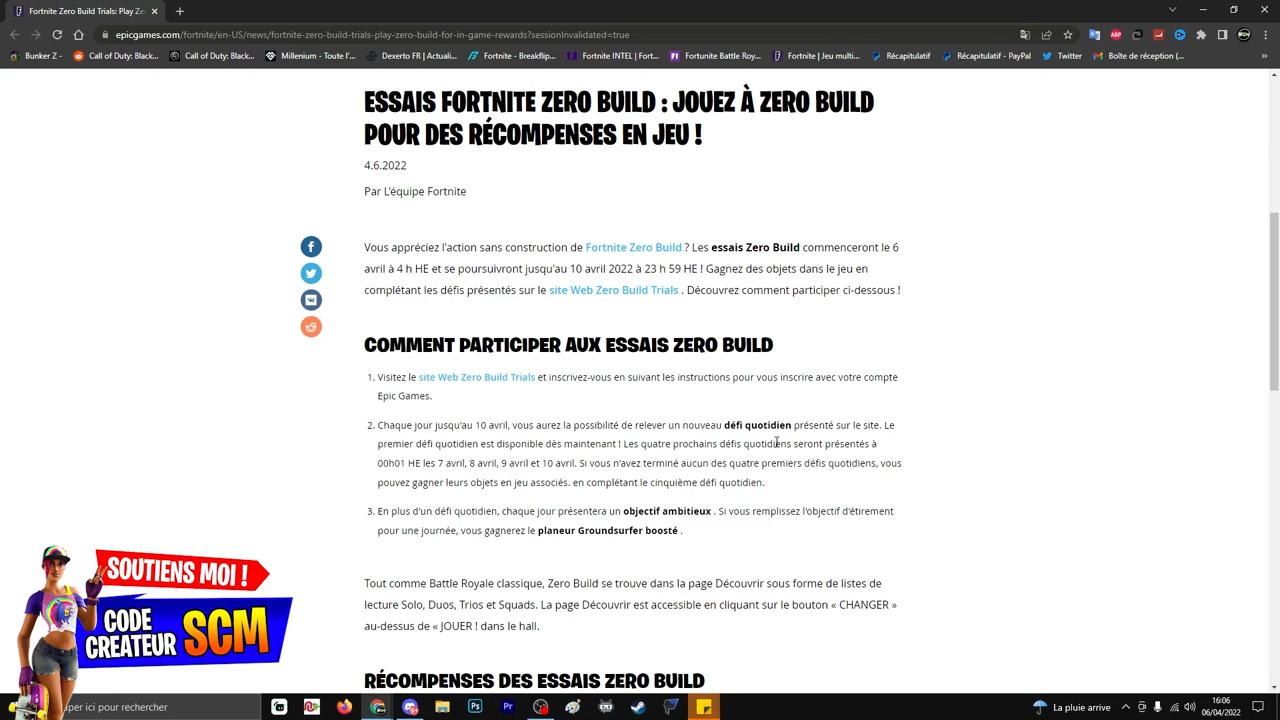 Fortnite Zero Build Trials: Play Ze
epicgames.com/fortnite/en-US/news/fortnite-zero-build-trials-play-zero-build-for-in-game-rewards?sessionInvalidated=true
Bunker Z - Call of Duty: Black... Call of Duty: Black... Millenium - Toute l'i... Dexerto FR | Actuali... Fortnite - Breakflip... Fortunite INTEL | Fort... Fortunite Battle Roy... Fortnite | Jeu multi... Récapitulatif Récapitulatif - PayPal Twitter Boîte de réception (...
ESSAIS FORTNITE ZERO BUILD : JOUEZ À ZERO BUILD
POUR DES RÉCOMPENSES EN JEU !
4.6.2022
Par L'équipe Fortnite
Vous appréciez l'action sans construction de Fortnite Zero Build ? Les essais Zero Build commenceront le 6
avril à 4 h HE et se poursuivront jusqu'au 10 avril 2022 à 23 h 59 HE ! Gagnez des objets dans le jeu en
complétant les défis présentés sur le site Web Zero Build Trials . Découvrez comment participer ci-dessous !
COMMENT PARTICIPER AUX ESSAIS ZERO BUILD
1. Visitez le site Web Zero Build Trials et inscrivez-vous en suivant les instructions pour vous inscrire avec votre compte
Epic Games.
2. Chaque jour jusqu'au 10 avril, vous aurez la possibilité de relever un nouveau défi quotidien présenté sur le site. Le
premier défi quotidien est disponible dès maintenant ! Les quatre prochains défis quotidiens seront présentés à
00h01 HE les 7 avril, 8 avril, 9 avril et 10 avril. Si vous n'avez terminé aucun des quatre premiers défis quotidiens, vous
pouvez gagner leurs objets en jeu associés. en complétant le cinquième défi quotidien.
3. En plus d'un défi quotidien, chaque jour présentera un objectif ambitieux . Si vous remplissez l'objectif d'étirement
pour une journée, vous gagnerez le planeur Groundsurfer boosté .
Tout comme Battle Royale classique, Zero Build se trouve dans la page Découvrir sous forme de listes de
lecture Solo, Duos, Trios et Squads. La page Découvrir est accessible en cliquant sur le bouton « CHANGER »
au-dessus de « JOUER ! dans le hall.
RÉCOMPENSES DES ESSAIS ZERO BUILD
SOUTIENS MOI !
CODE
CREATEUR SCM
aper ici pour rechercher
La pluie arrive
16:06
06/04/2022